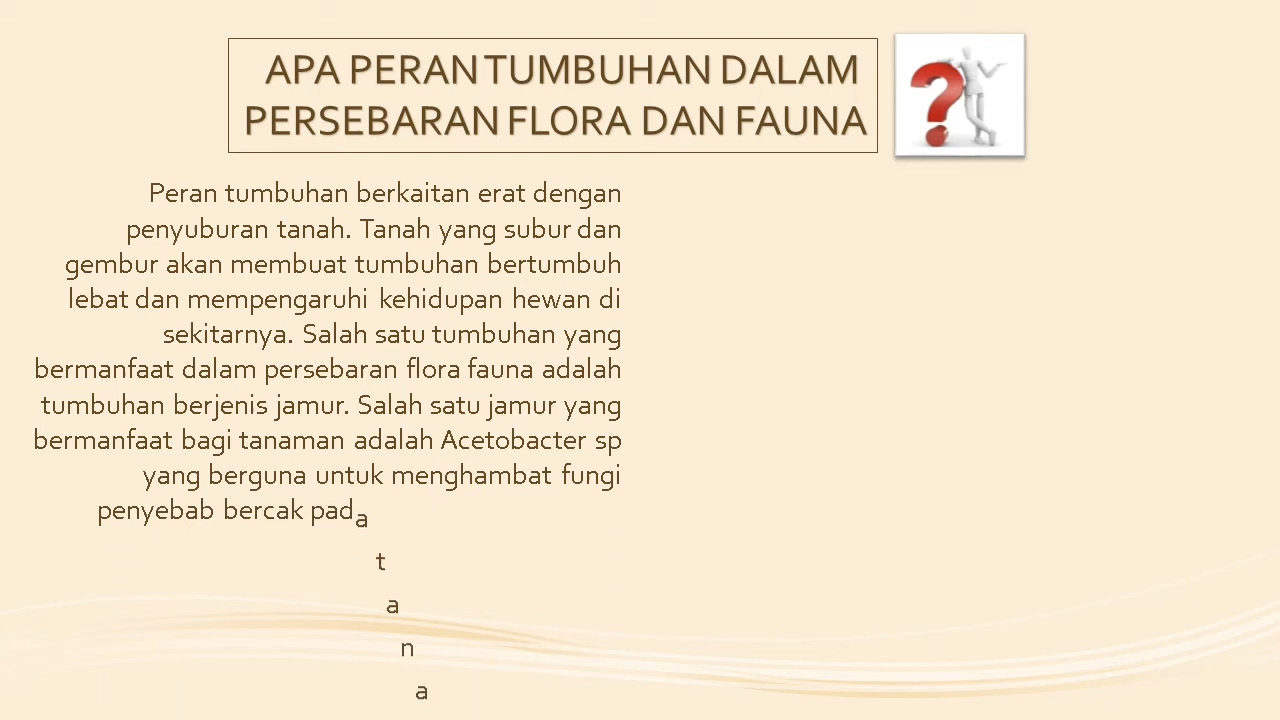 APA PERAN TUMBUHAN DALAM
PERSEBARAN FLORA DAN FAUNA
Peran tumbuhan berkaitan erat dengan
penyuburan tanah. Tanah yang subur dan
gembur akan membuat tumbuhan bertumbuh
lebat dan mempengaruhi kehidupan hewan di
sekitarnya. Salah satu tumbuhan yang
bermanfaat dalam persebaran flora fauna adalah
tumbuhan berjenis jamur. Salah satu jamur yang
bermanfaat bagi tanaman adalah Acetobacter sp
yang berguna untuk menghambat fungi
penyebab bercak pada
t
a
n
a